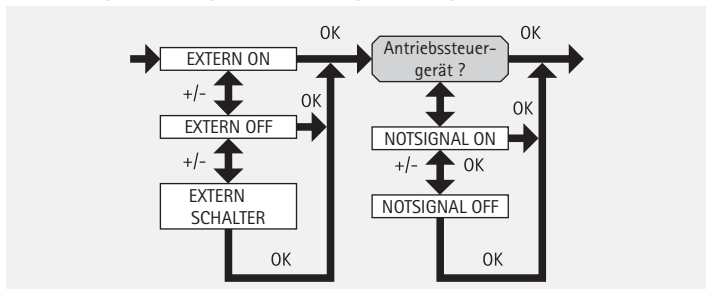 OK
OK
EXTERN ON
Antriebssteuer-
gerät ?
+/-
OK
OK
EXTERN OFF
NOTSIGNAL ON
+/-
+/-
OK
EXTERN
SCHALTER
NOTSIGNAL OFF
OK
OK